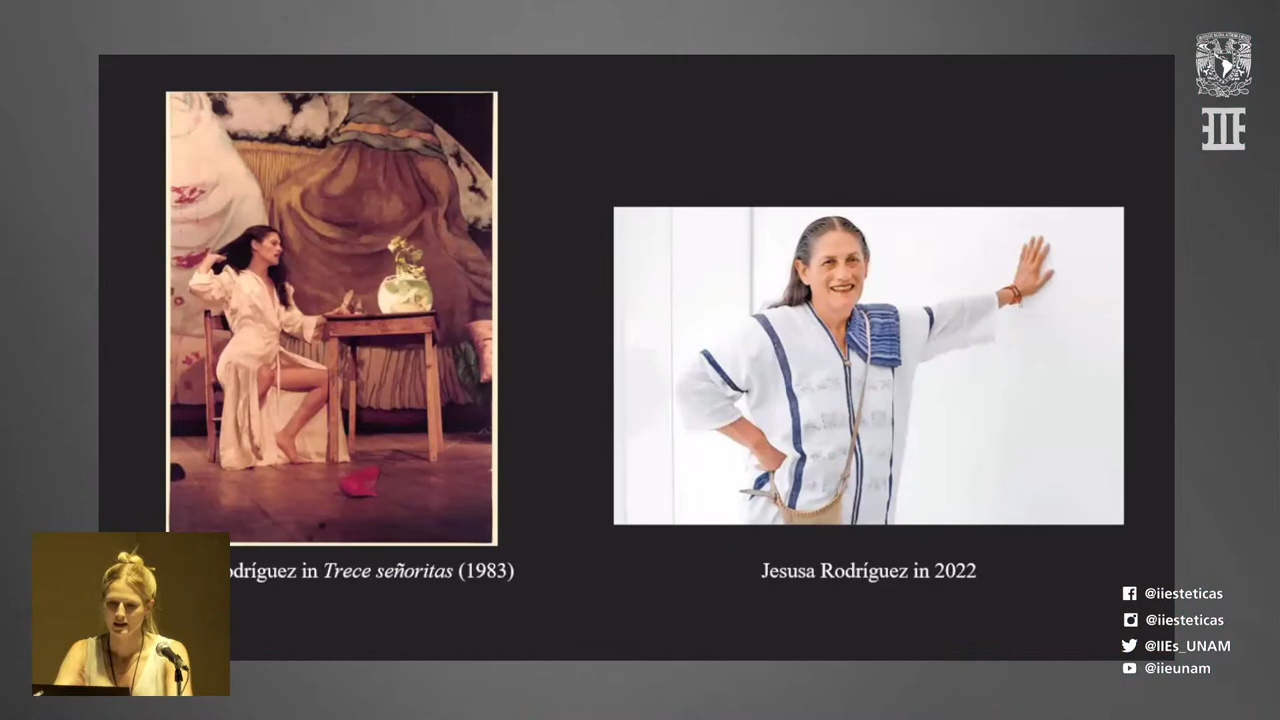 odríguez in Trece señoritas (1983)
Jesusa Rodríguez in 2022
@iiesteticas
@iiesteticas
@IIEs_UNAM
@iieunam